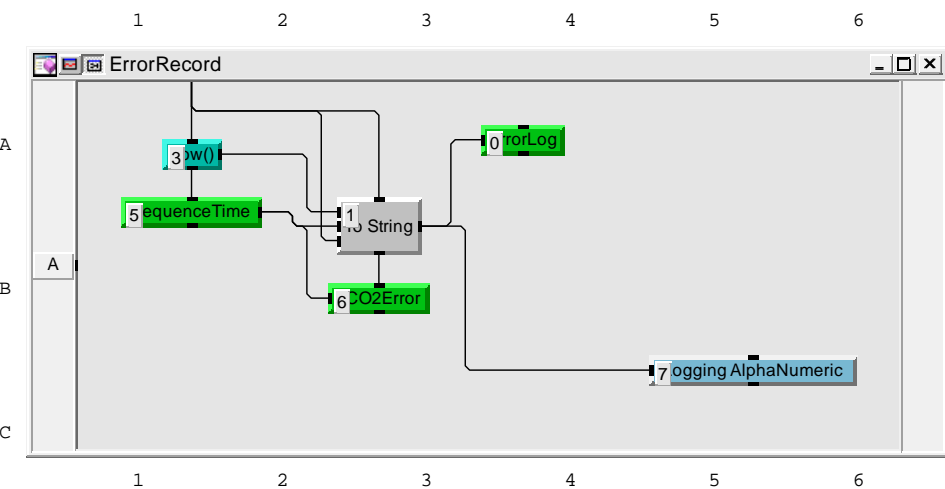 1 2 3 4 5 6
ErrorRecord
A
0 rrorLog
3 ow()
5 equenceTime
1
To String
A
B
6 CO2Error
7 ogging AlphaNumeric
C
1 2 3 4 5 6